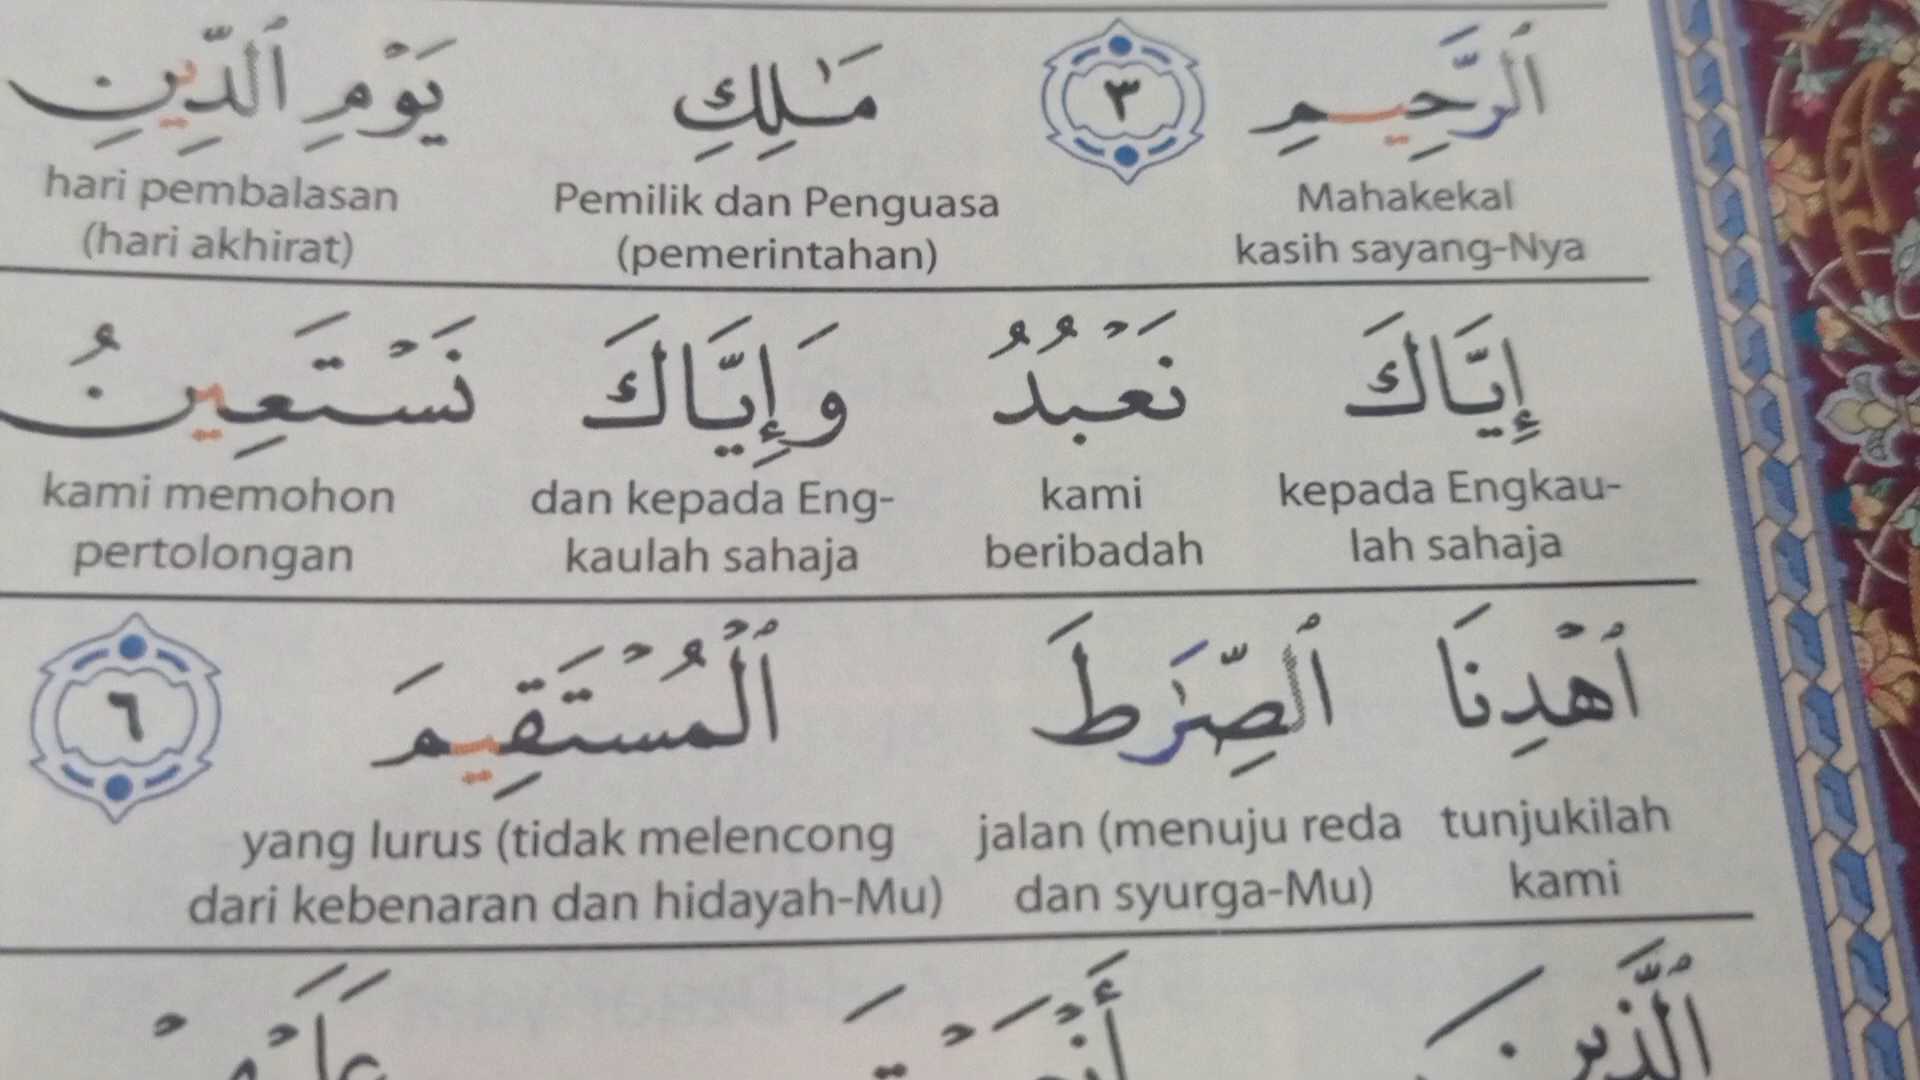 ٱلرَّحِيمِ ٣ مَـٰلِكِ يَوْمِ ٱلدِّينِ
Mahakekal Pemilik dan Penguasa hari pembalasan
kasih sayang-Nya (pemerintahan) (hari akhirat)
إِيَّاكَ نَعْبُدُ وَإِيَّاكَ نَسْتَعِينُ
kepada Engkau- kami dan kepada Eng- kami memohon
lah sahaja beribadah kaulah sahaja pertolongan
ٱهْدِنَا ٱلصِّرَٰطَ ٱلْمُسْتَقِيمَ ٦
tunjukilah jalan (menuju reda yang lurus (tidak melencong
kami dan syurga-Mu) dari kebenaran dan hidayah-Mu)
ٱلَّذِينَ